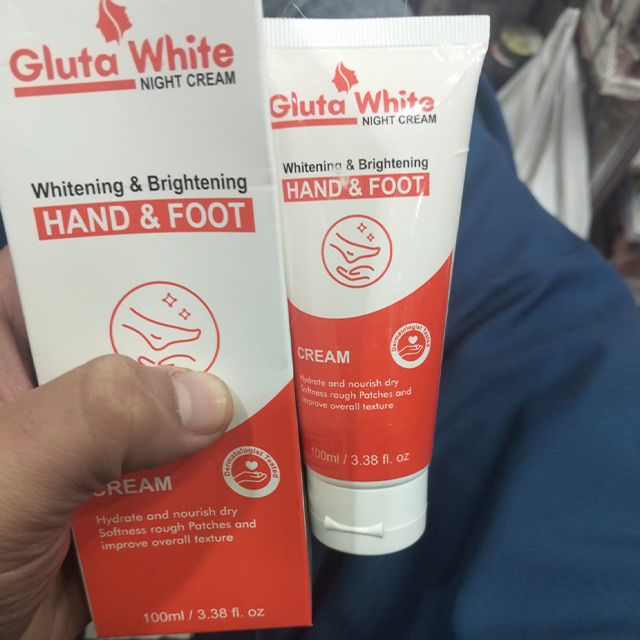 Gluta White
NIGHT CREAM
Whitening & Brightening
HAND & FOOT
CREAM
Dermatologist Tested
Hydrate and nourish dry
Softness rough Patches and
improve overall texture
100ml / 3.38 fl. oz
Gluta White
NIGHT CREAM
Whitening & Brightening
HAND & FOOT
CREAM
Dermatologist Tested
Hydrate and nourish dry
Softness rough Patches and
improve overall texture
100ml / 3.38 fl. oz